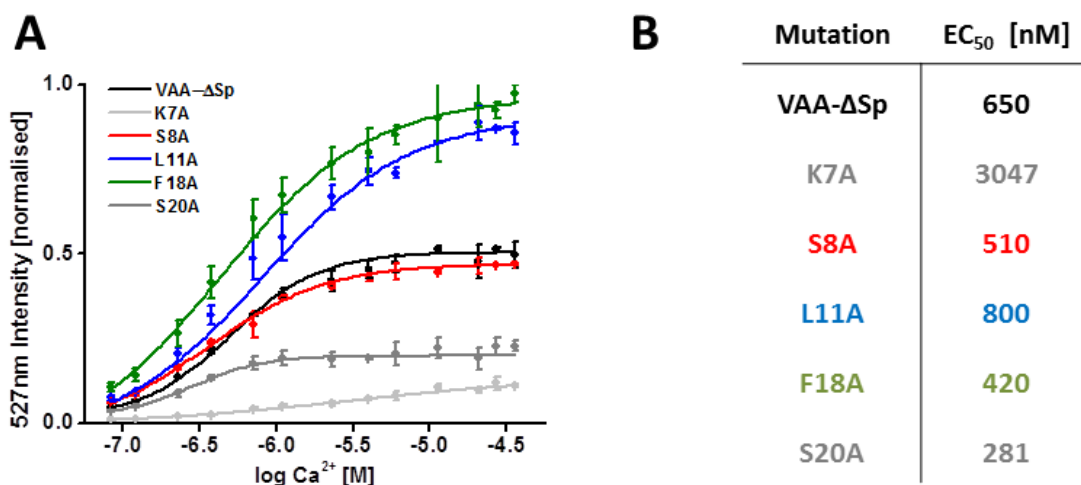 A
527nm Intensity [normalised]
1.0
0.5
0.0
VAA–ΔSp
K7A
S8A
L11A
F18A
S20A
-7.0 -6.5 -6.0 -5.5 -5.0 -4.5
log Ca²⁺ [M]
B
Mutation EC₅₀ [nM]
VAA-ΔSp 650
K7A 3047
S8A 510
L11A 800
F18A 420
S20A 281